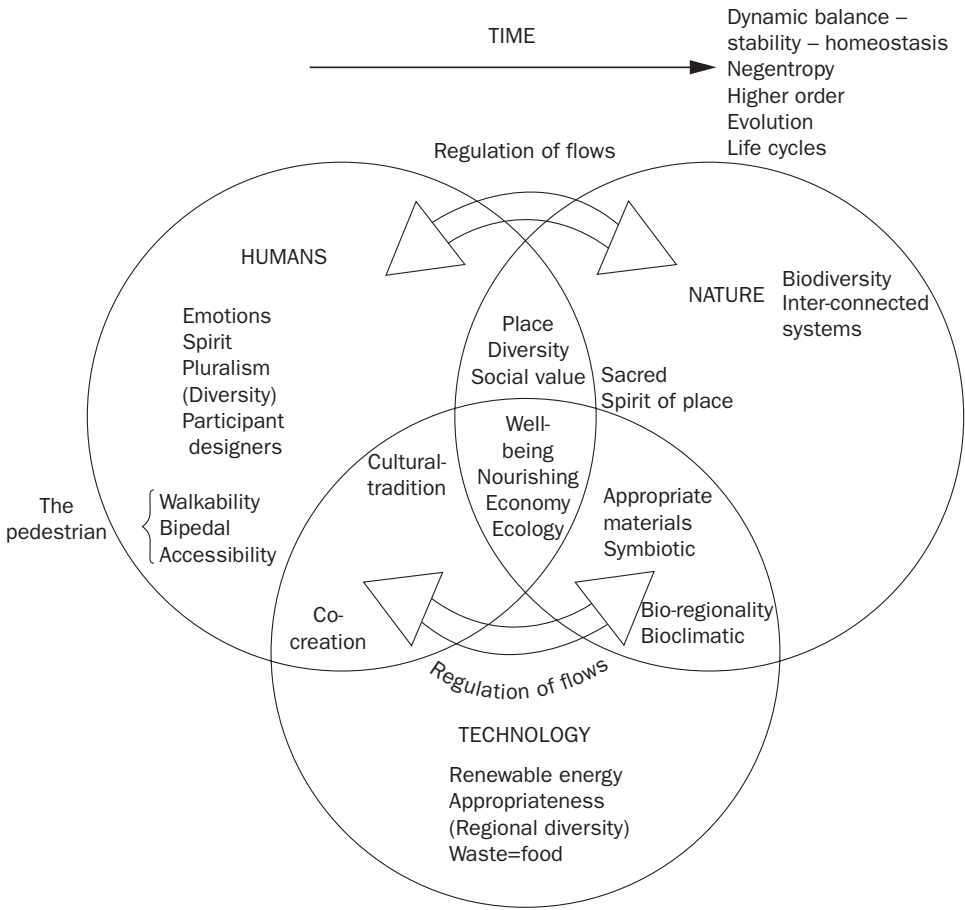 TIME
Dynamic balance –
stability – homeostasis
Negentropy
Higher order
Evolution
Life cycles
Regulation of flows
HUMANS
Emotions
Spirit
Pluralism
(Diversity)
Participant
designers
The
pedestrian
Walkability
Bipedal
Accessibility
Place
Diversity
Social value
NATURE
Biodiversity
Inter-connected
systems
Sacred
Spirit of place
Cultural-
tradition
Well-
being
Nourishing
Economy
Ecology
Appropriate
materials
Symbiotic
Co-
creation
Bio-regionality
Bioclimatic
Regulation of flows
TECHNOLOGY
Renewable energy
Appropriateness
(Regional diversity)
Waste=food